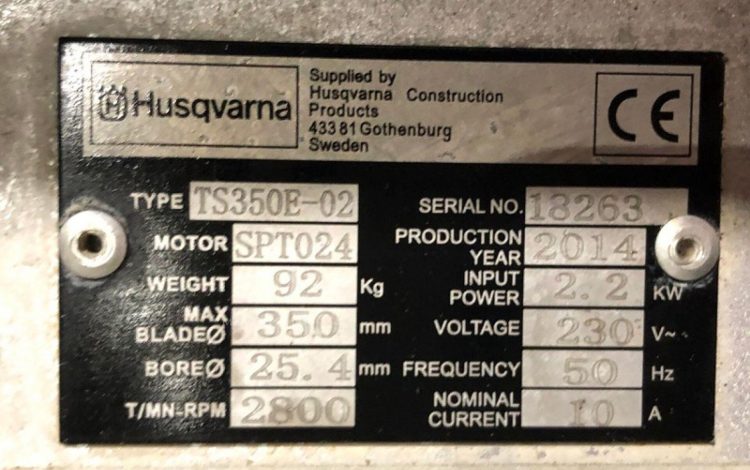 Husqvarna
Supplied by
Husqvarna Construction
Products
433 81 Gothenburg
Sweden
CE
TYPE TS350E-02
MOTOR SPT024
WEIGHT 92 Kg
MAX
BLADEØ 350 mm
BOREØ 25.4 mm
T/MN-RPM 2800
SERIAL NO. 18263
PRODUCTION
YEAR 2014
INPUT
POWER 2.2 KW
VOLTAGE 230 V~
FREQUENCY 50 Hz
NOMINAL
CURRENT 10 A